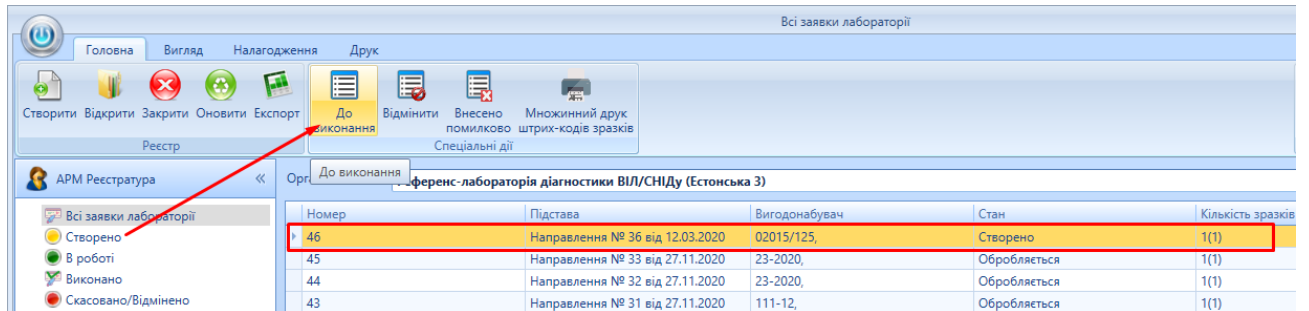 Всі заявки лабораторії
Головна Вигляд Налагодження Друк
Створити Відкрити Закрити Оновити Експорт До виконання Відмінити Внесено помилково Множинний друк штрих-кодів зразків
Реєстр Спеціальні дії
До виконання
АРМ Реєстратура «
лабораторія діагностики ВІЛ/СНІДу (Естонська 3)
Всі заявки лабораторії
Створено
В роботі
Виконано
Скасовано/Відмінено
Номер Підстава Вигодонабувач Стан Кількість зразків
46 Направлення № 36 від 12.03.2020 02015/125, Створено 1(1)
45 Направлення № 33 від 27.11.2020 23-2020, Обробляється 1(1)
44 Направлення № 32 від 27.11.2020 23-2020, Обробляється 1(1)
43 Направлення № 31 від 27.11.2020 111-12, Обробляється 1(1)